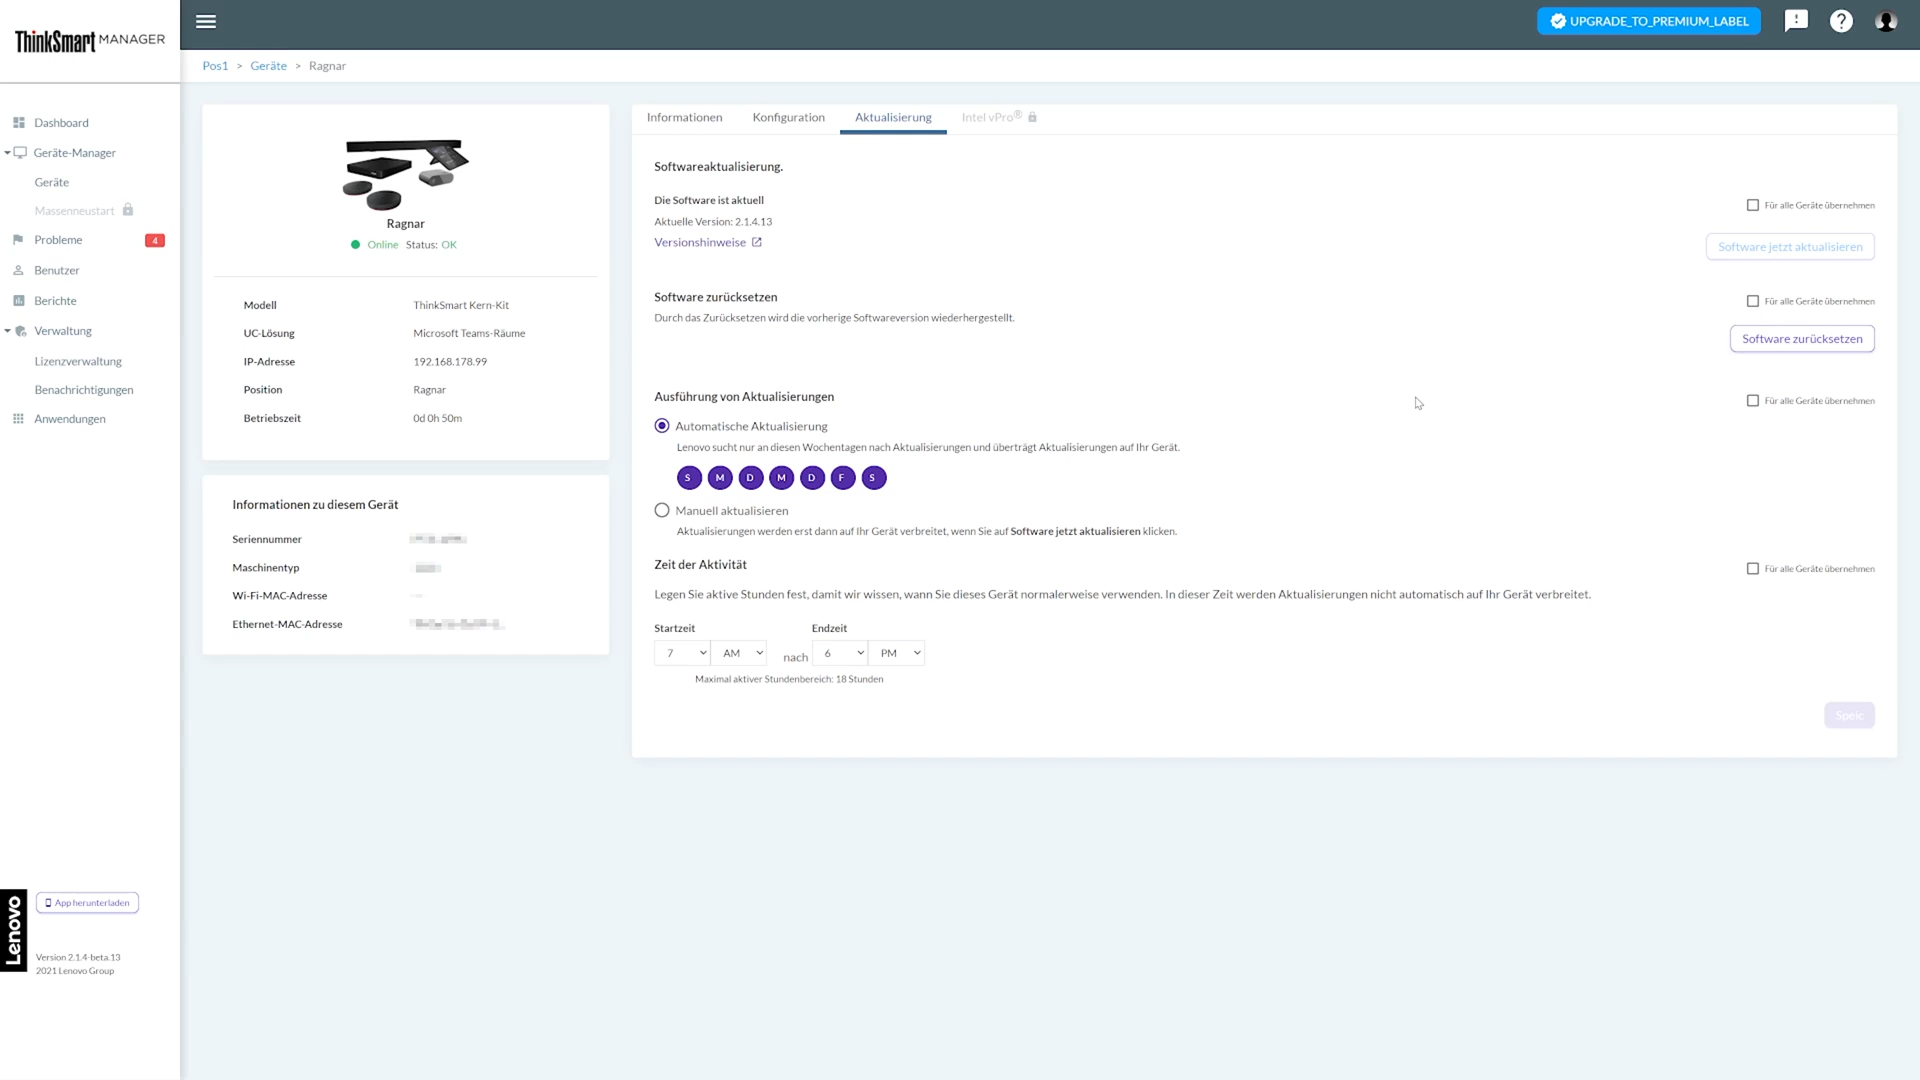 ThinkSmart MANAGER
UPGRADE_TO_PREMIUM_LABEL
Pos1 > Geräte > Ragnar
Dashboard
Geräte-Manager
Geräte
Massenneustart
Probleme 4
Benutzer
Berichte
Verwaltung
Lizenzverwaltung
Benachrichtigungen
Anwendungen
Lenovo
App herunterladen
Version 2.1.4-beta.13
2021 Lenovo Group
Ragnar
Online Status: OK
Modell ThinkSmart Kern-Kit
UC-Lösung Microsoft Teams-Räume
IP-Adresse 192.168.178.99
Position Ragnar
Betriebszeit 0d 0h 50m
Informationen zu diesem Gerät
Seriennummer
Maschinentyp
Wi-Fi-MAC-Adresse
Ethernet-MAC-Adresse
Informationen Konfiguration Aktualisierung Intel vPro®
Softwareaktualisierung.
Die Software ist aktuell
Für alle Geräte übernehmen
Aktuelle Version: 2.1.4.13
Versionshinweise
Software jetzt aktualisieren
Software zurücksetzen
Für alle Geräte übernehmen
Durch das Zurücksetzen wird die vorherige Softwareversion wiederhergestellt.
Software zurücksetzen
Ausführung von Aktualisierungen
Für alle Geräte übernehmen
Automatische Aktualisierung
Lenovo sucht nur an diesen Wochentagen nach Aktualisierungen und überträgt Aktualisierungen auf Ihr Gerät.
S M D M D F S
Manuell aktualisieren
Aktualisierungen werden erst dann auf Ihr Gerät verbreitet, wenn Sie auf Software jetzt aktualisieren klicken.
Zeit der Aktivität
Für alle Geräte übernehmen
Legen Sie aktive Stunden fest, damit wir wissen, wann Sie dieses Gerät normalerweise verwenden. In dieser Zeit werden Aktualisierungen nicht automatisch auf Ihr Gerät verbreitet.
Startzeit Endzeit
7 AM nach 6 PM
Maximal aktiver Stundenbereich: 18 Stunden
Speic